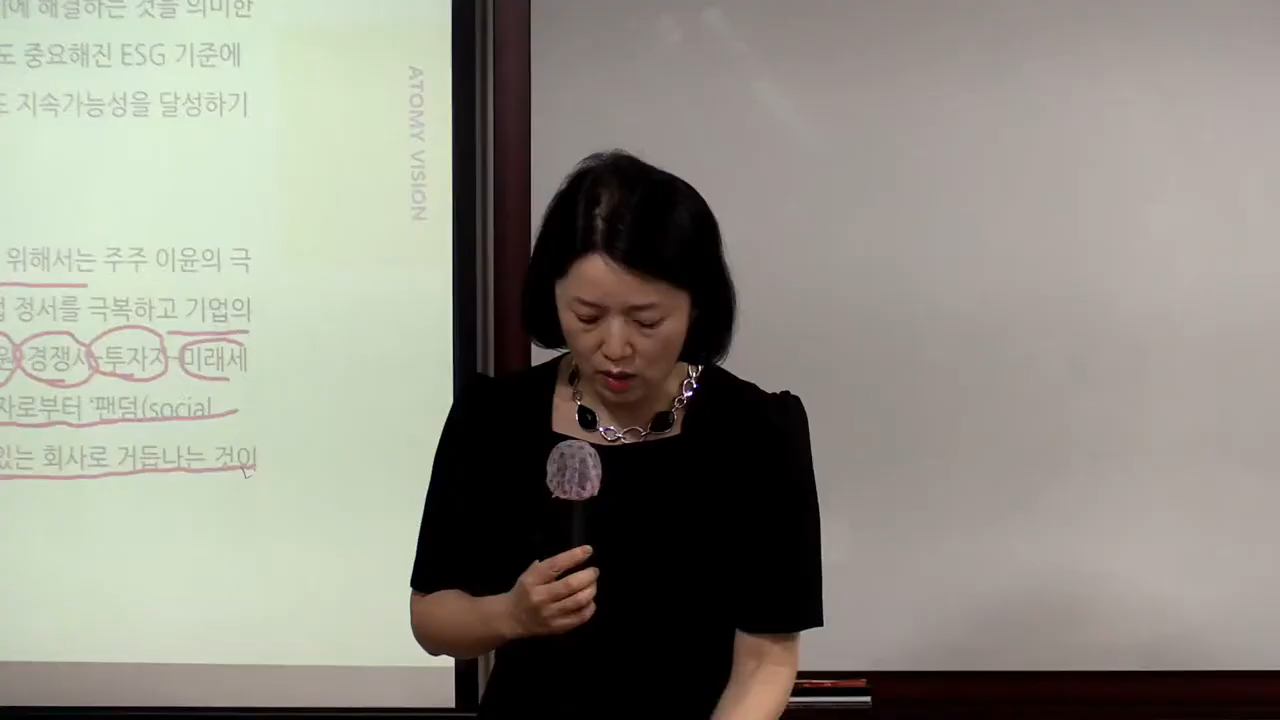 해결하는 것을 의미한
도 중요해진 ESG 기준에
도 지속가능성을 달성하기
ATOMY VISION
위해서는 주주 이윤의 극
정서를 극복하고 기업의
경쟁사-투자자-미래세
자로부터 '팬덤(social
있는 회사로 거듭나는 것이